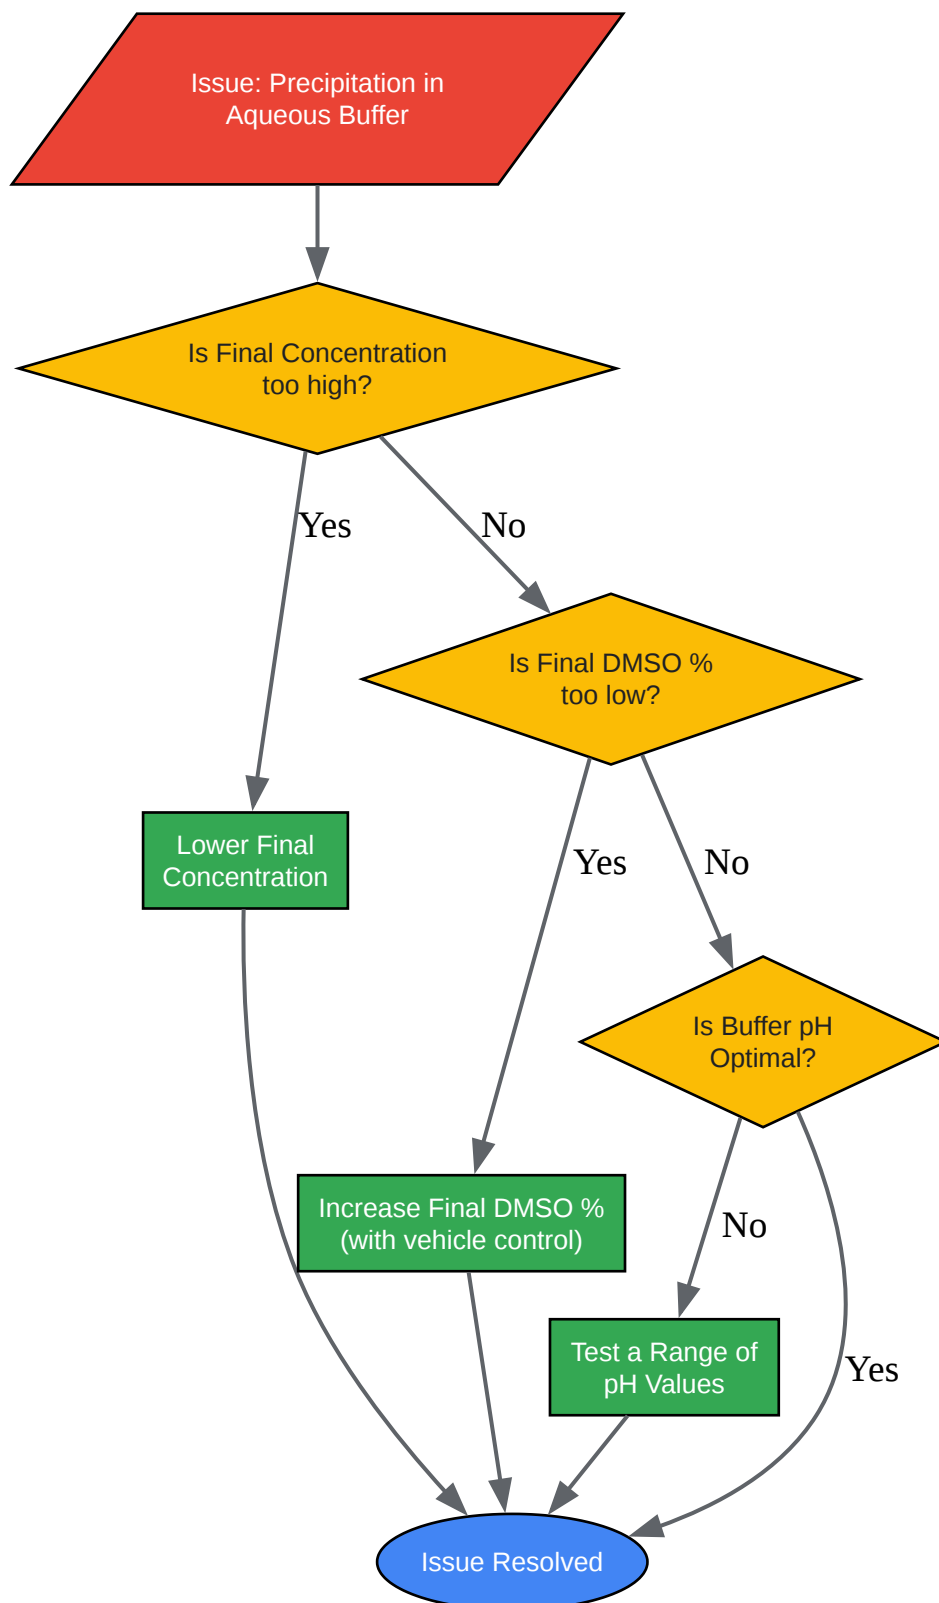 Issue: Precipitation in
Aqueous Buffer
Is Final Concentration
too high?
Yes
No
Is Final DMSO %
too low?
Lower Final
Concentration
Yes
No
Is Buffer pH
Optimal?
Increase Final DMSO %
(with vehicle control)
No
Test a Range of
pH Values
Yes
Issue Resolved